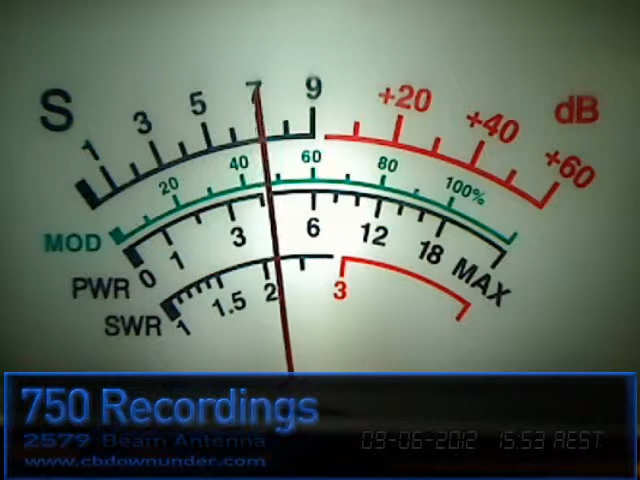 S 1 3 5 7 9 +20 +40 +60 dB
MOD 20 40 60 80 100%
PWR 0 1 3 6 12 18 MAX
SWR 1 1.5 2 3
750 Recordings
2579 Beam Antenna 09-06-2012 15:53 AEST
www.cbdownunder.com